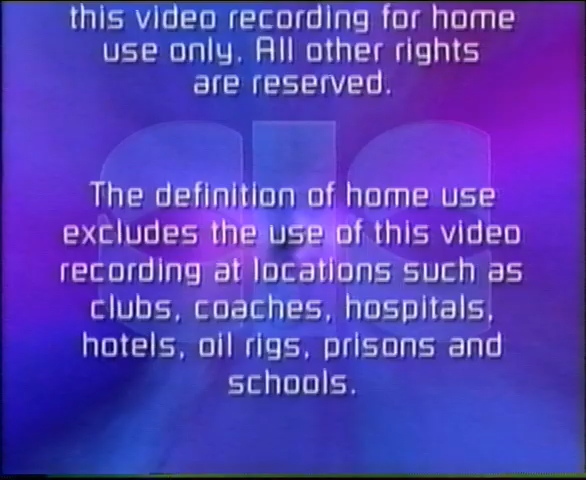 this video recording for home
use only. All other rights
are reserved.
CIC
The definition of home use
excludes the use of this video
recording at locations such as
clubs, coaches, hospitals,
hotels, oil rigs, prisons and
schools.